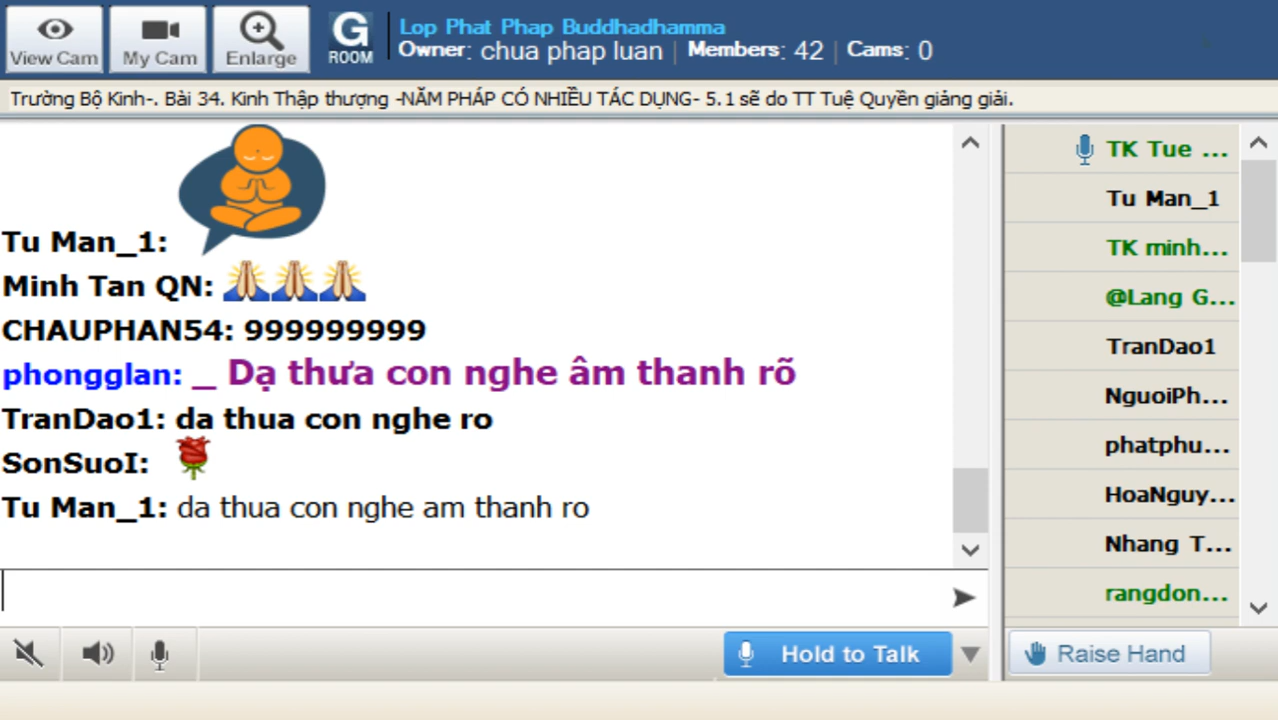 View Cam
My Cam
Enlarge
G
ROOM
Lop Phat Phap Buddhadhamma
Owner: chua phap luan | Members: 42 | Cams: 0
Trường Bộ Kinh-. Bài 34. Kinh Thập thượng -NĂM PHÁP CÓ NHIỀU TÁC DỤNG- 5.1 sẽ do TT Tuệ Quyền giảng giải.
Tu Man_1:
Minh Tan QN: 🙏🙏🙏
CHAUPHAN54: 999999999
phongglan: _ Dạ thưa con nghe âm thanh rõ
TranDao1: da thua con nghe ro
SonSuoI: 🌹
Tu Man_1: da thua con nghe am thanh ro
TK Tue ...
Tu Man_1
TK minh...
@Lang G...
TranDao1
NguoiPh...
phatphu...
HoaNguy...
Nhang T...
rangdon...
Hold to Talk
Raise Hand